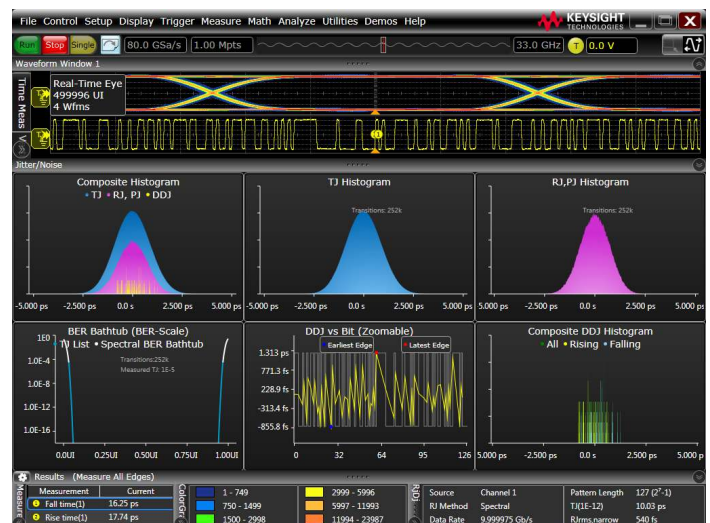 File Control Setup Display Trigger Measure Math Analyze Utilities Demos Help
KEYSIGHT
TECHNOLOGIES
Run Stop Single 80.0 GSa/s 1.00 Mpts 33.0 GHz T 0.0 V
Waveform Window 1
Time Meas
Real-Time Eye
499996 UI
4 Wfms
Jitter/Noise
Composite Histogram
TJ RJ, PJ DDJ
-5.000 ps -2.500 ps 0.0 s 2.500 ps 5.000 ps
TJ Histogram
Transitions: 252k
-5.000 ps -2.500 ps 0.0 s 2.500 ps 5.000 ps
RJ,PJ Histogram
Transitions: 252k
-5.000 ps -2.500 ps 0.0 s 2.500 ps 5.000 ps
BER Bathtub (BER-Scale)
TJ List Spectral BER Bathtub
Transitions:252k
Measured TJ: 1E-5
1E0
1.0E-4
1.0E-8
1.0E-12
1.0E-16
0.00UI 0.25UI 0.50UI 0.75UI 1.00UI
DDJ vs Bit (Zoomable)
Earliest Edge Latest Edge
1.313 ps
771.3 fs
228.9 fs
-313.4 fs
-855.8 fs
0 32 64 95 126
Composite DDJ Histogram
All Rising Falling
-5.000 ps -2.500 ps 0.0 s 2.500 ps 5.000 p
Results (Measure All Edges)
Measure
Measurement Current
1 Fall time(1) 16.25 ps
2 Rise time(1) 17.74 ps
1 - 749
750 - 1499
1500 - 2998
2999 - 5996
5997 - 11993
11994 - 23987
Source Channel 1
RJ Method Spectral
Data Rate 9.999975 Gb/s
Pattern Length 127 (2⁷-1)
TJ(1E-12) 10.03 ps
RJrms,narrow 540 fs